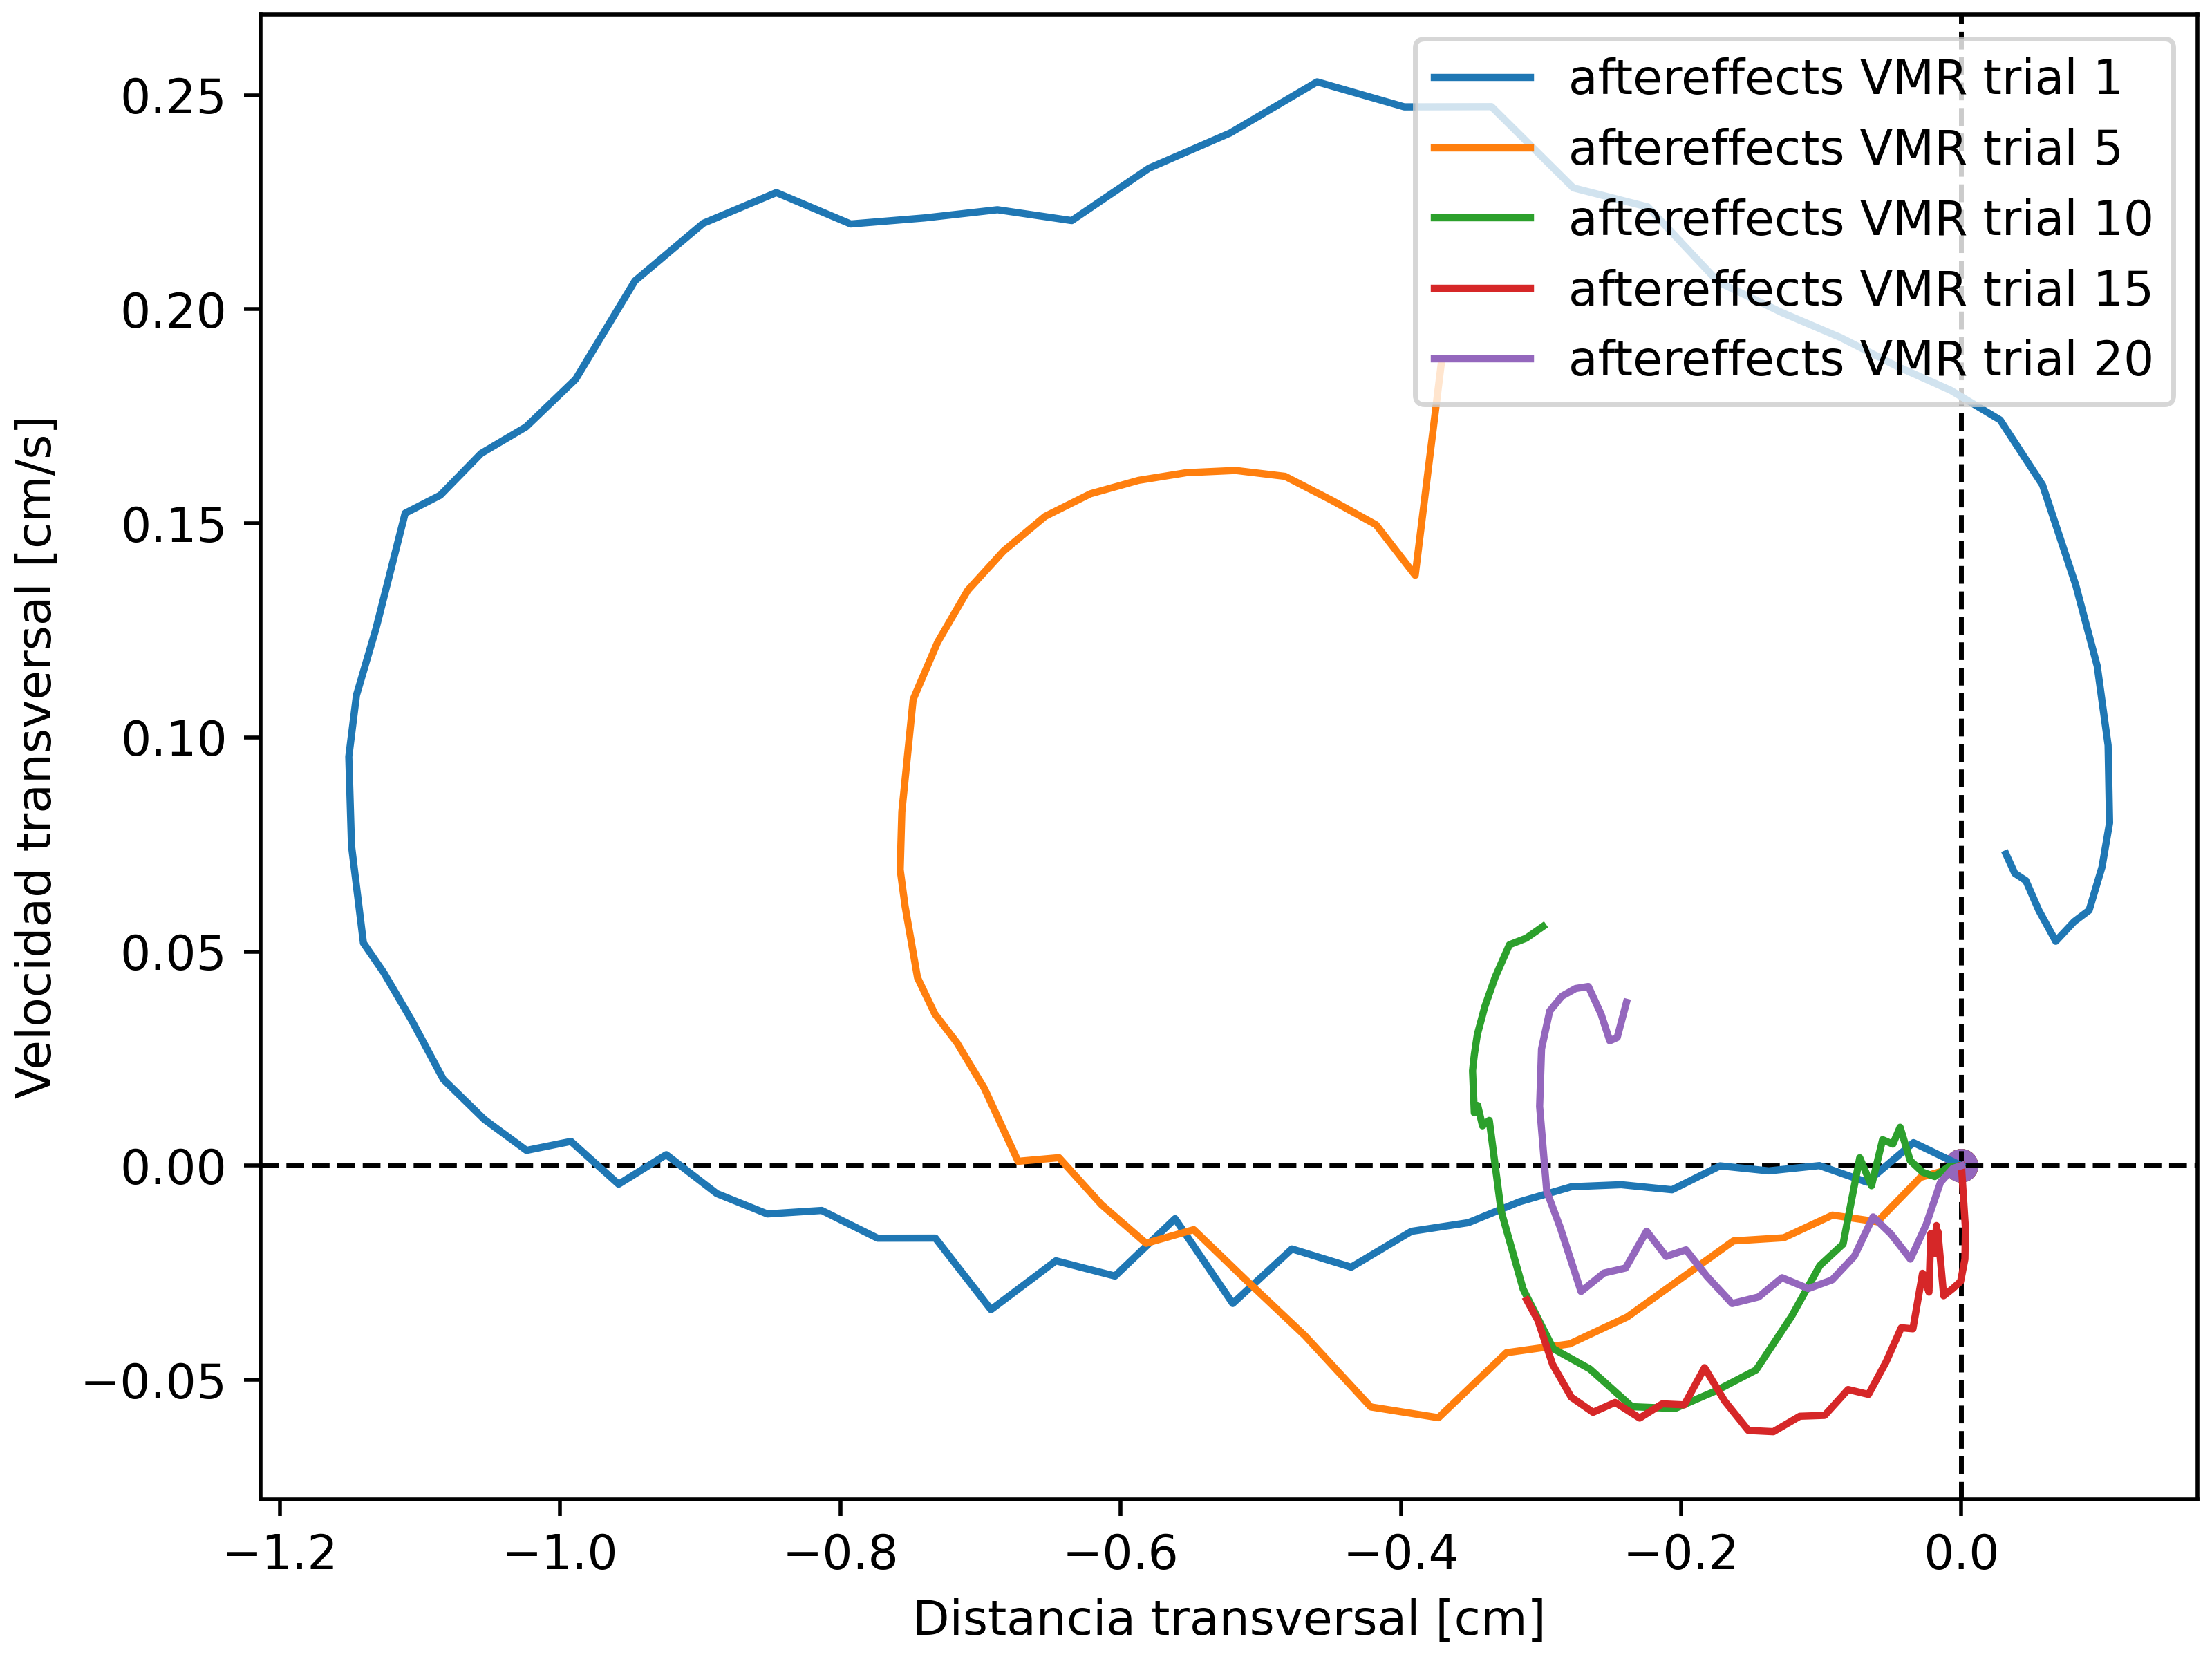 0.25
0.20
0.15
0.10
0.05
0.00
−0.05
Velocidad transversal [cm/s]
aftereffects VMR trial 1
aftereffects VMR trial 5
aftereffects VMR trial 10
aftereffects VMR trial 15
aftereffects VMR trial 20
−1.2 −1.0 −0.8 −0.6 −0.4 −0.2 0.0
Distancia transversal [cm]